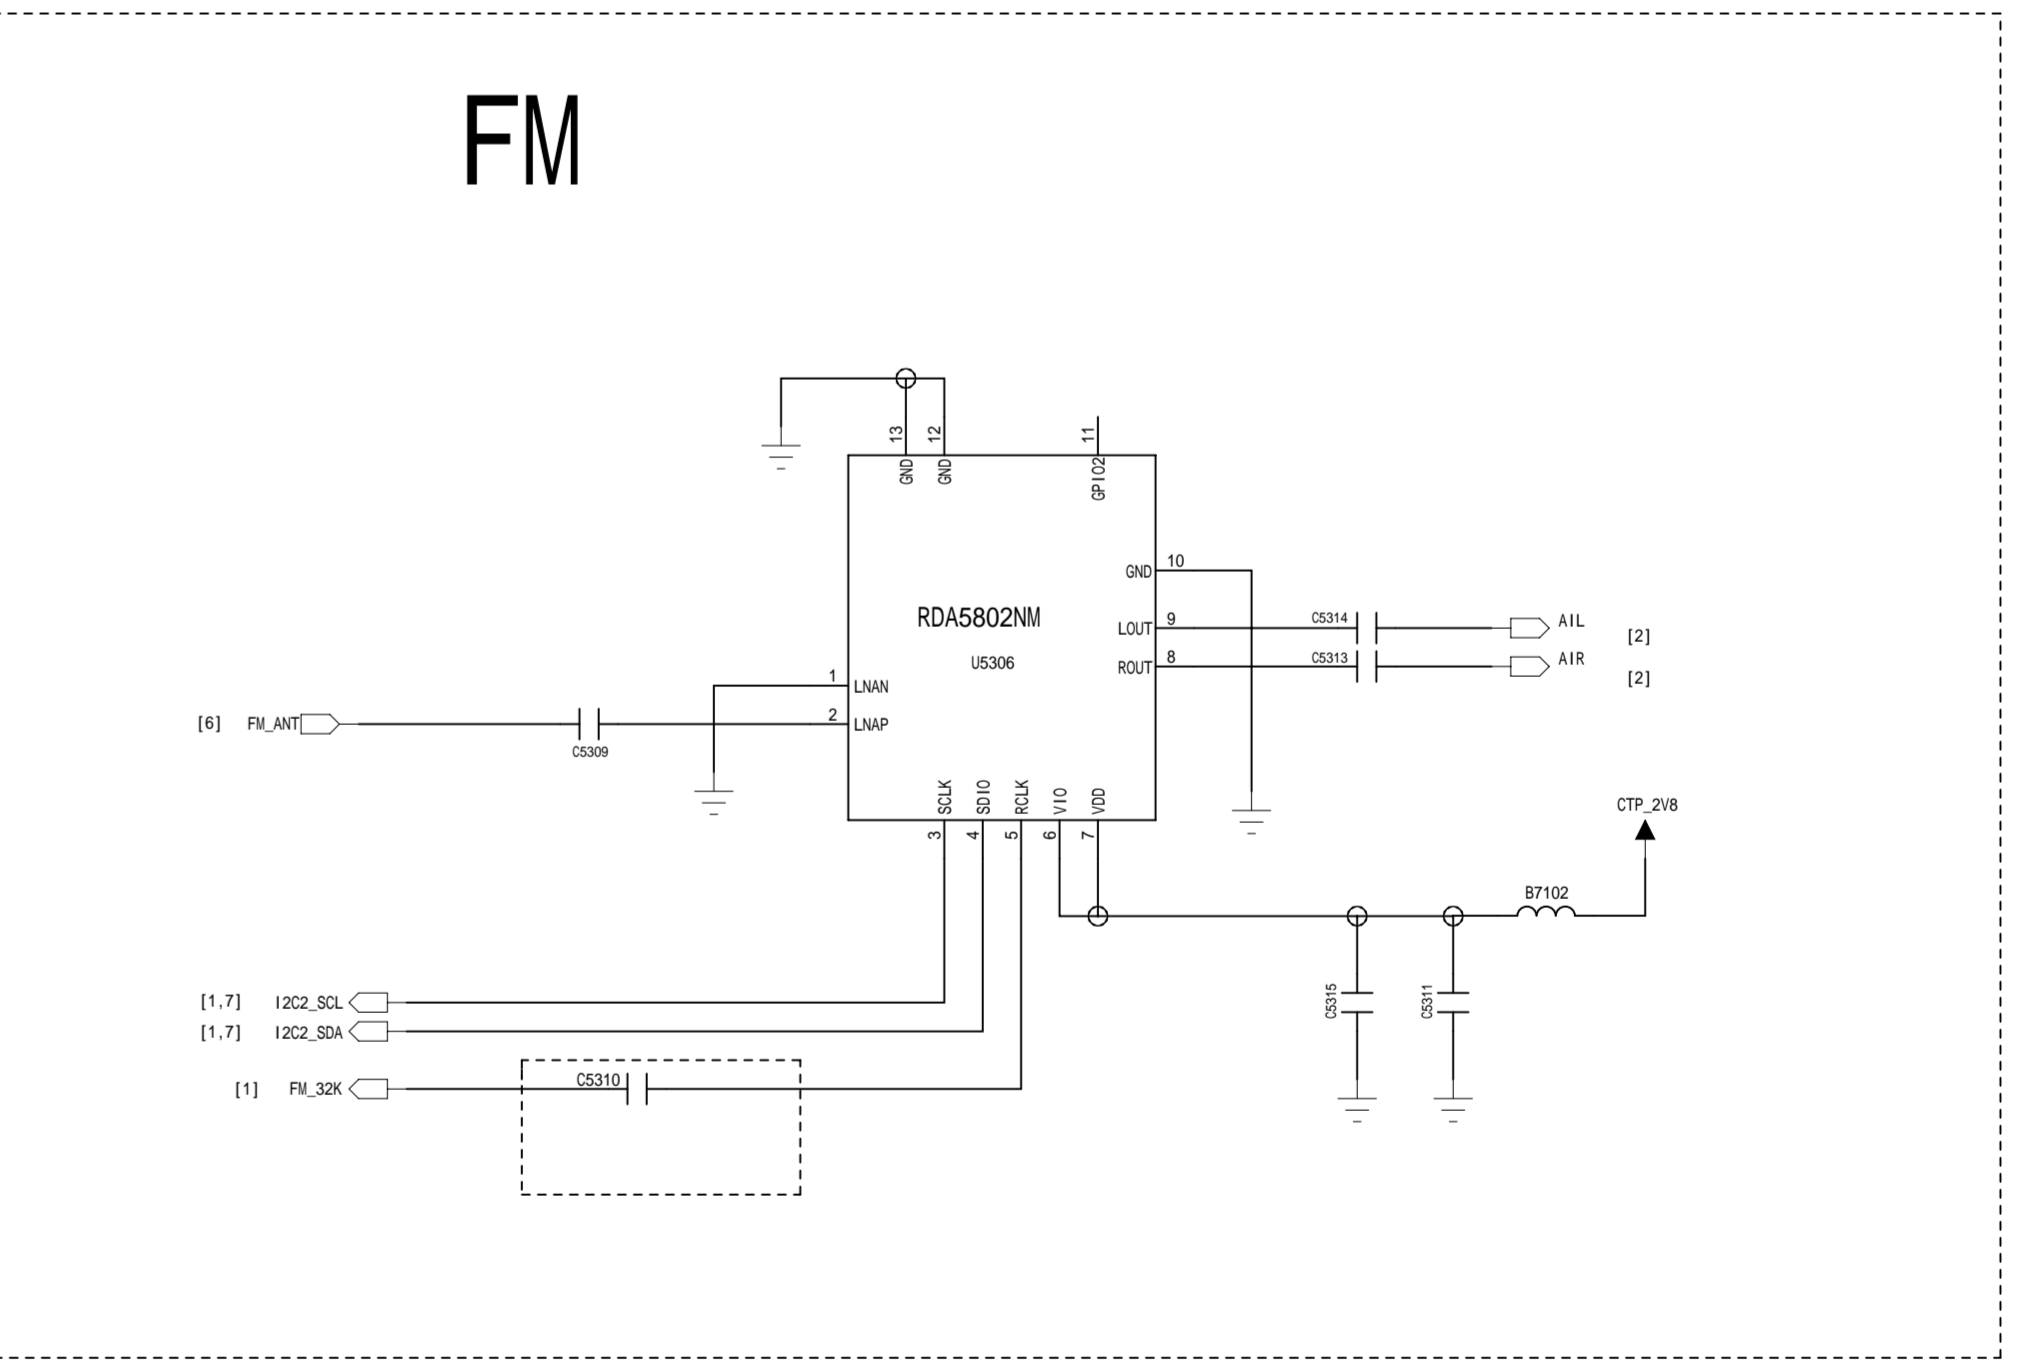 FM
13
12
11
GND
GND
GPIO2
GND
10
RDA5802NM
LOUT
9
C5314
AIL
[2]
U5306
ROUT
8
C5313
AIR
[2]
1
LNAN
[6]
FM_ANT
C5309
2
LNAP
SCLK
SDIO
RCLK
VIO
VDD
3
4
5
6
7
CTP_2V8
B7102
C5315
C5311
[1,7]
I2C2_SCL
[1,7]
I2C2_SDA
[1]
FM_32K
C5310